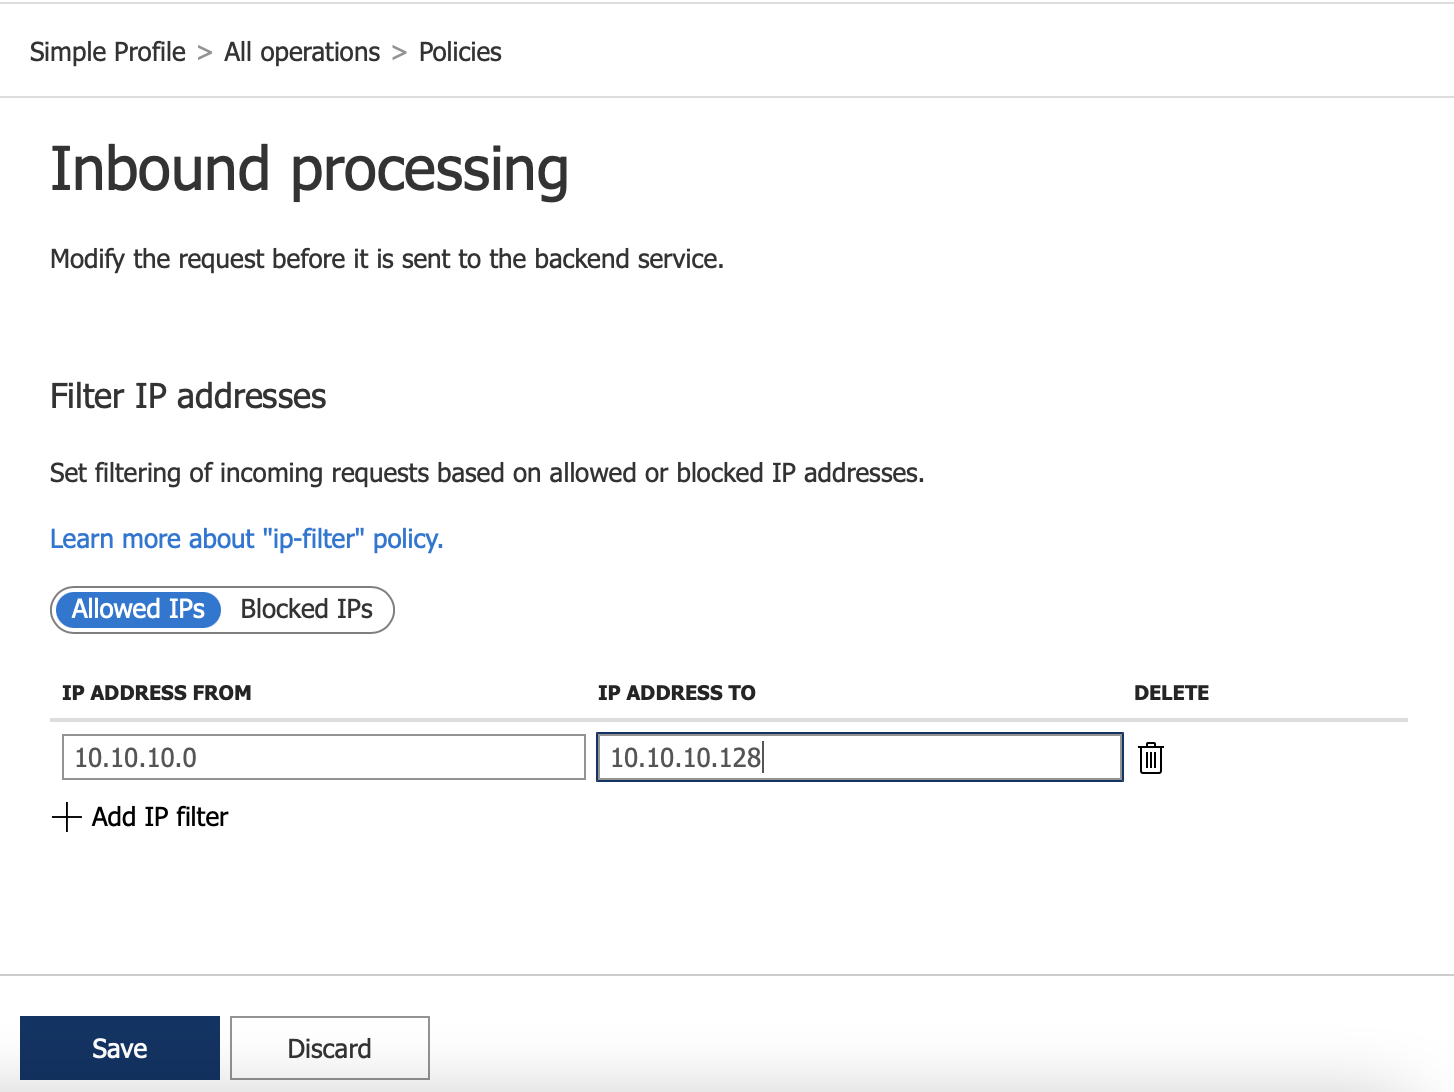 Simple Profile > All operations > Policies
Inbound processing
Modify the request before it is sent to the backend service.
Filter IP addresses
Set filtering of incoming requests based on allowed or blocked IP addresses.
Learn more about "ip-filter" policy.
Allowed IPs Blocked IPs
IP ADDRESS FROM IP ADDRESS TO DELETE
10.10.10.0 10.10.10.128
Add IP filter
Save Discard